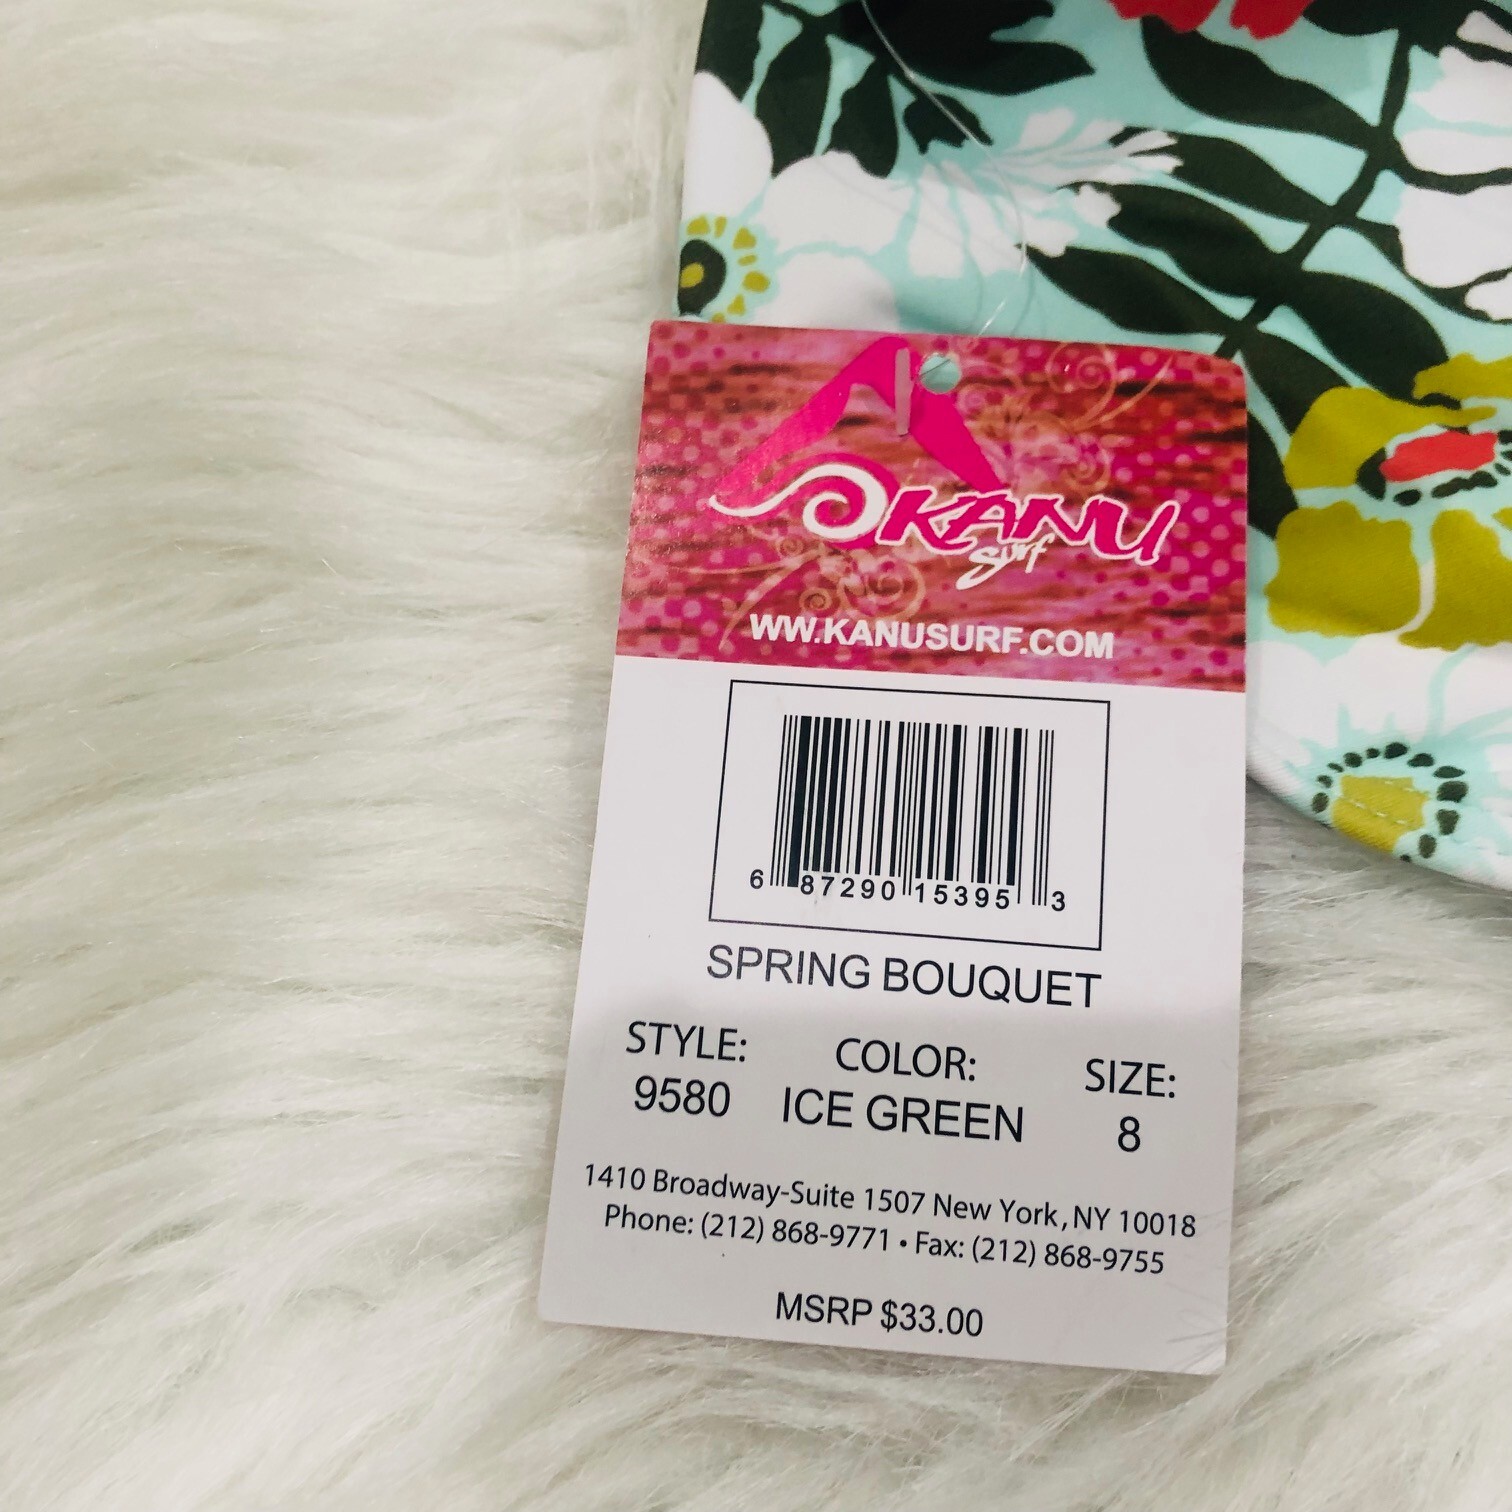 KANU
Surf
WW.KANUSURF.COM
6 87290 15395 3
SPRING BOUQUET
STYLE: COLOR: SIZE:
9580 ICE GREEN 8
1410 Broadway-Suite 1507 New York, NY 10018
Phone: (212) 868-9771 • Fax: (212) 868-9755
MSRP $33.00